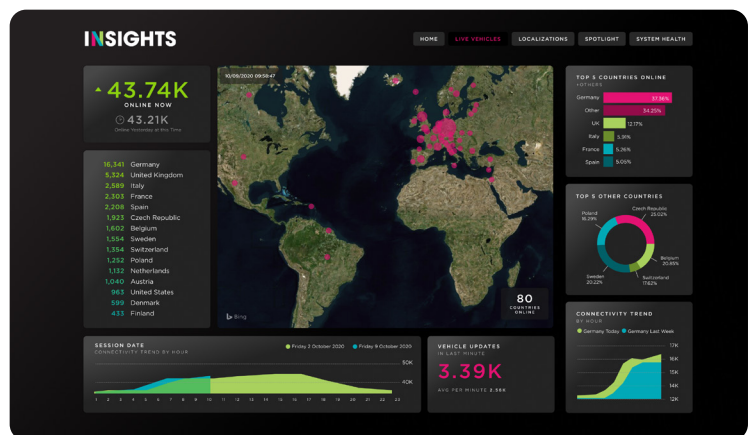 INSIGHTS
HOME
LIVE VEHICLES
LOCALIZATIONS
SPOTLIGHT
SYSTEM HEALTH
43.74K
ONLINE NOW
43.21K
Online Yesterday at this Time
16,341 Germany
5,324 United Kingdom
2,589 Italy
2,303 France
2,208 Spain
1,923 Czech Republic
1,602 Belgium
1,554 Sweden
1,354 Switzerland
1,252 Poland
1,132 Netherlands
1,040 Austria
963 United States
599 Denmark
433 Finland
10/09/2020 09:59:47
Bing
80
COUNTRIES
ONLINE
TOP 5 COUNTRIES ONLINE
+OTHERS
Germany 37.36%
Other 34.25%
UK 12.17%
Italy 5.91%
France 5.26%
Spain 5.05%
TOP 5 OTHER COUNTRIES
Czech Republic
25.02%
Poland
16.29%
Belgium
20.85%
Switzerland
17.62%
Sweden
20.22%
SESSION DATE
CONNECTIVITY TREND BY HOUR
Friday 2 October 2020
Friday 9 October 2020
50K
40K
1 2 3 4 5 6 7 8 9 10 11 12 13 14 15 16 17 18 19 20 21 22 23
VEHICLE UPDATES
IN LAST MINUTE
3.39K
AVG PER MINUTE 2.56K
CONNECTIVITY TREND
BY HOUR
Germany Today
Germany Last Week
17K
16K
15K
14K
12K